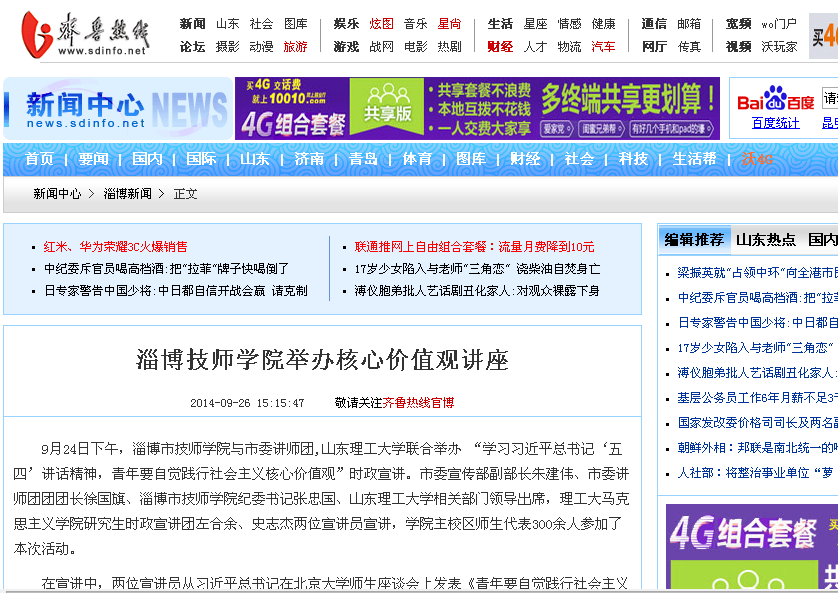 齐鲁热线
www.sdinfo.net
新闻 山东 社会 图库 娱乐 炫图 音乐 星尚 生活 星座 情感 健康 通信 邮箱 宽频 wo门户
论坛 摄影 动漫 旅游 游戏 战网 电影 热剧 财经 人才 物流 汽车 网厅 传真 视频 沃玩家
买
新闻中心 NEWS
news.sdinfo.net
买4G 交话费
就上10010.com
4G组合套餐
共享版
·共享套餐不浪费
·本地互拨不花钱
·一人交费大家享
多终端共享更划算!
爱家党 闺蜜兄弟帮 有好几个手机和pad的壕
Bai du 百度
百度统计
首页 | 要闻 | 国内 | 国际 | 山东 | 济南 | 青岛 | 体育 | 图库 | 财经 | 社会 | 科技 | 生活帮 | 沃4G
新闻中心 > 淄博新闻 > 正文
· 红米、华为荣耀3C火爆销售
· 中纪委斥官员喝高档酒:把“拉菲”牌子快喝倒了
· 日专家警告中国少将:中日都自信开战会赢 请克制
· 联通推网上自由组合套餐：流量月费降到10元
· 17岁少女陷入与老师“三角恋” 浇柴油自焚身亡
· 溥仪胞弟批人艺话剧丑化家人:对观众裸露下身
淄博技师学院举办核心价值观讲座
2014-09-26 15:15:47 敬请关注齐鲁热线官博
9月24日下午，淄博市技师学院与市委讲师团,山东理工大学联合举办 “学习习近平总书记‘五
四’讲话精神，青年要自觉践行社会主义核心价值观”时政宣讲。市委宣传部副部长朱建伟、市委讲
师团团长徐国旗、淄博市技师学院纪委书记张忠国、山东理工大学相关部门领导出席，理工大马克
思主义学院研究生时政宣讲团左合余、史志杰两位宣讲员宣讲，学院主校区师生代表300余人参加了
本次活动。
在宣讲中，两位宣讲员从习近平总书记在北京大学师生座谈会上发表《青年要自觉践行社会主义
编辑推荐 山东热点 国内
· 梁振英就“占领中环”向全港市民
· 中纪委斥官员喝高档酒:把“拉菲
· 日专家警告中国少将:中日都自
· 17岁少女陷入与老师“三角恋”
· 溥仪胞弟批人艺话剧丑化家人:
· 基层公务员工作6年月薪不足3千
· 国家发改委价格司司长及两名副
· 朝鲜外相：邦联是南北统一的唯
· 人社部：将整治事业单位“萝
4G组合套餐